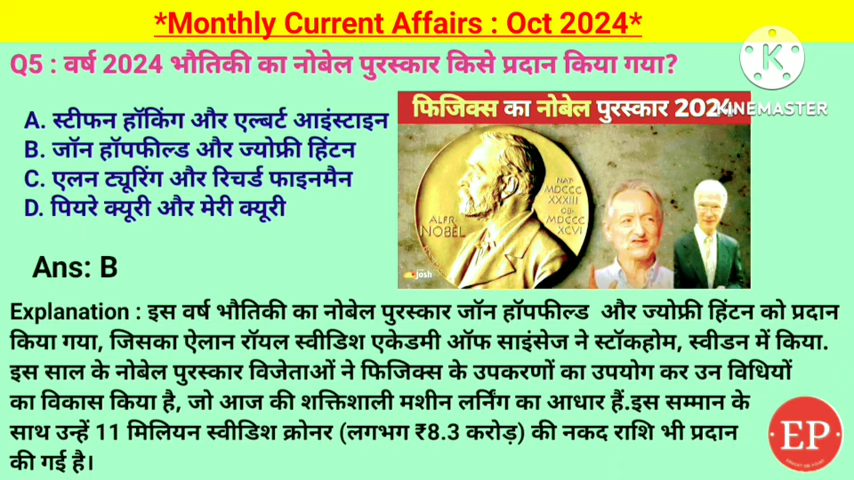 *Monthly Current Affairs : Oct 2024*
Q5 : वर्ष 2024 भौतिकी का नोबेल पुरस्कार किसे प्रदान किया गया?
K
KINEMASTER
A. स्टीफन हॉकिंग और एल्बर्ट आइंस्टाइन
B. जॉन हॉपफील्ड और ज्योफ्री हिंटन
C. एलन ट्यूरिंग और रिचर्ड फाइनमैन
D. पियरे क्यूरी और मेरी क्यूरी
फिजिक्स का नोबेल पुरस्कार 2024
ALFR.
NOBEL
NAT.
MDCCC
XXXIII
OB.
MDCCC
XCVI
josh
Ans: B
Explanation : इस वर्ष भौतिकी का नोबेल पुरस्कार जॉन हॉपफील्ड और ज्योफ्री हिंटन को प्रदान
किया गया, जिसका ऐलान रॉयल स्वीडिश एकेडमी ऑफ साइंसेज ने स्टॉकहोम, स्वीडन में किया.
इस साल के नोबेल पुरस्कार विजेताओं ने फिजिक्स के उपकरणों का उपयोग कर उन विधियों
का विकास किया है, जो आज की शक्तिशाली मशीन लर्निंग का आधार हैं.इस सम्मान के
साथ उन्हें 11 मिलियन स्वीडिश क्रोनर (लगभग ₹8.3 करोड़) की नकद राशि भी प्रदान
की गई है।
EP